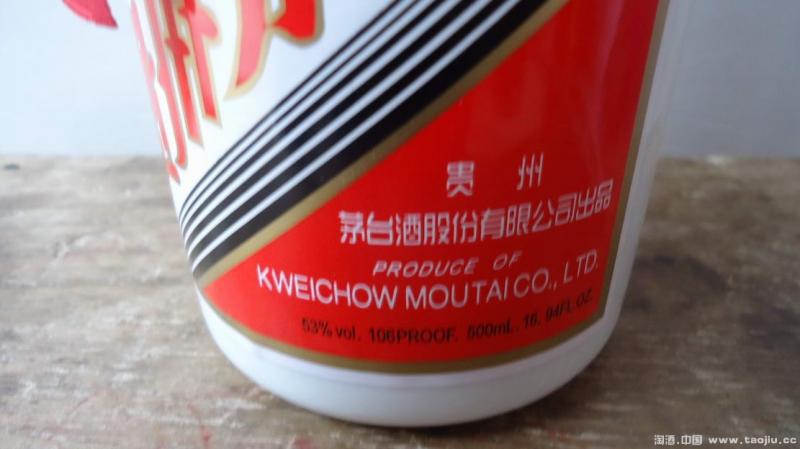 贵 州
茅台酒股份有限公司出品
PRODUCE OF
KWEICHOW MOUTAI CO., LTD.
53% vol. 106PROOF. 500mL. 16. 94FL OZ.
淘酒.中国 www.taojiu.cc